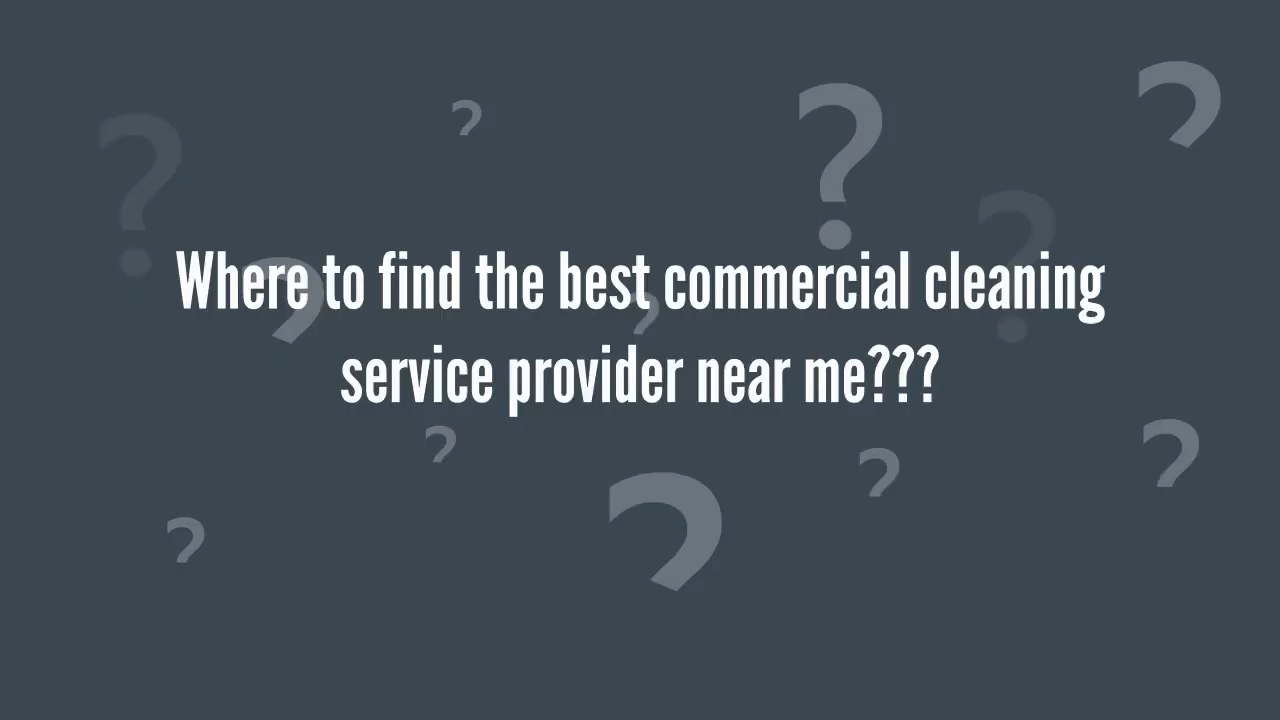 Where to find the best commercial cleaning
service provider near me???